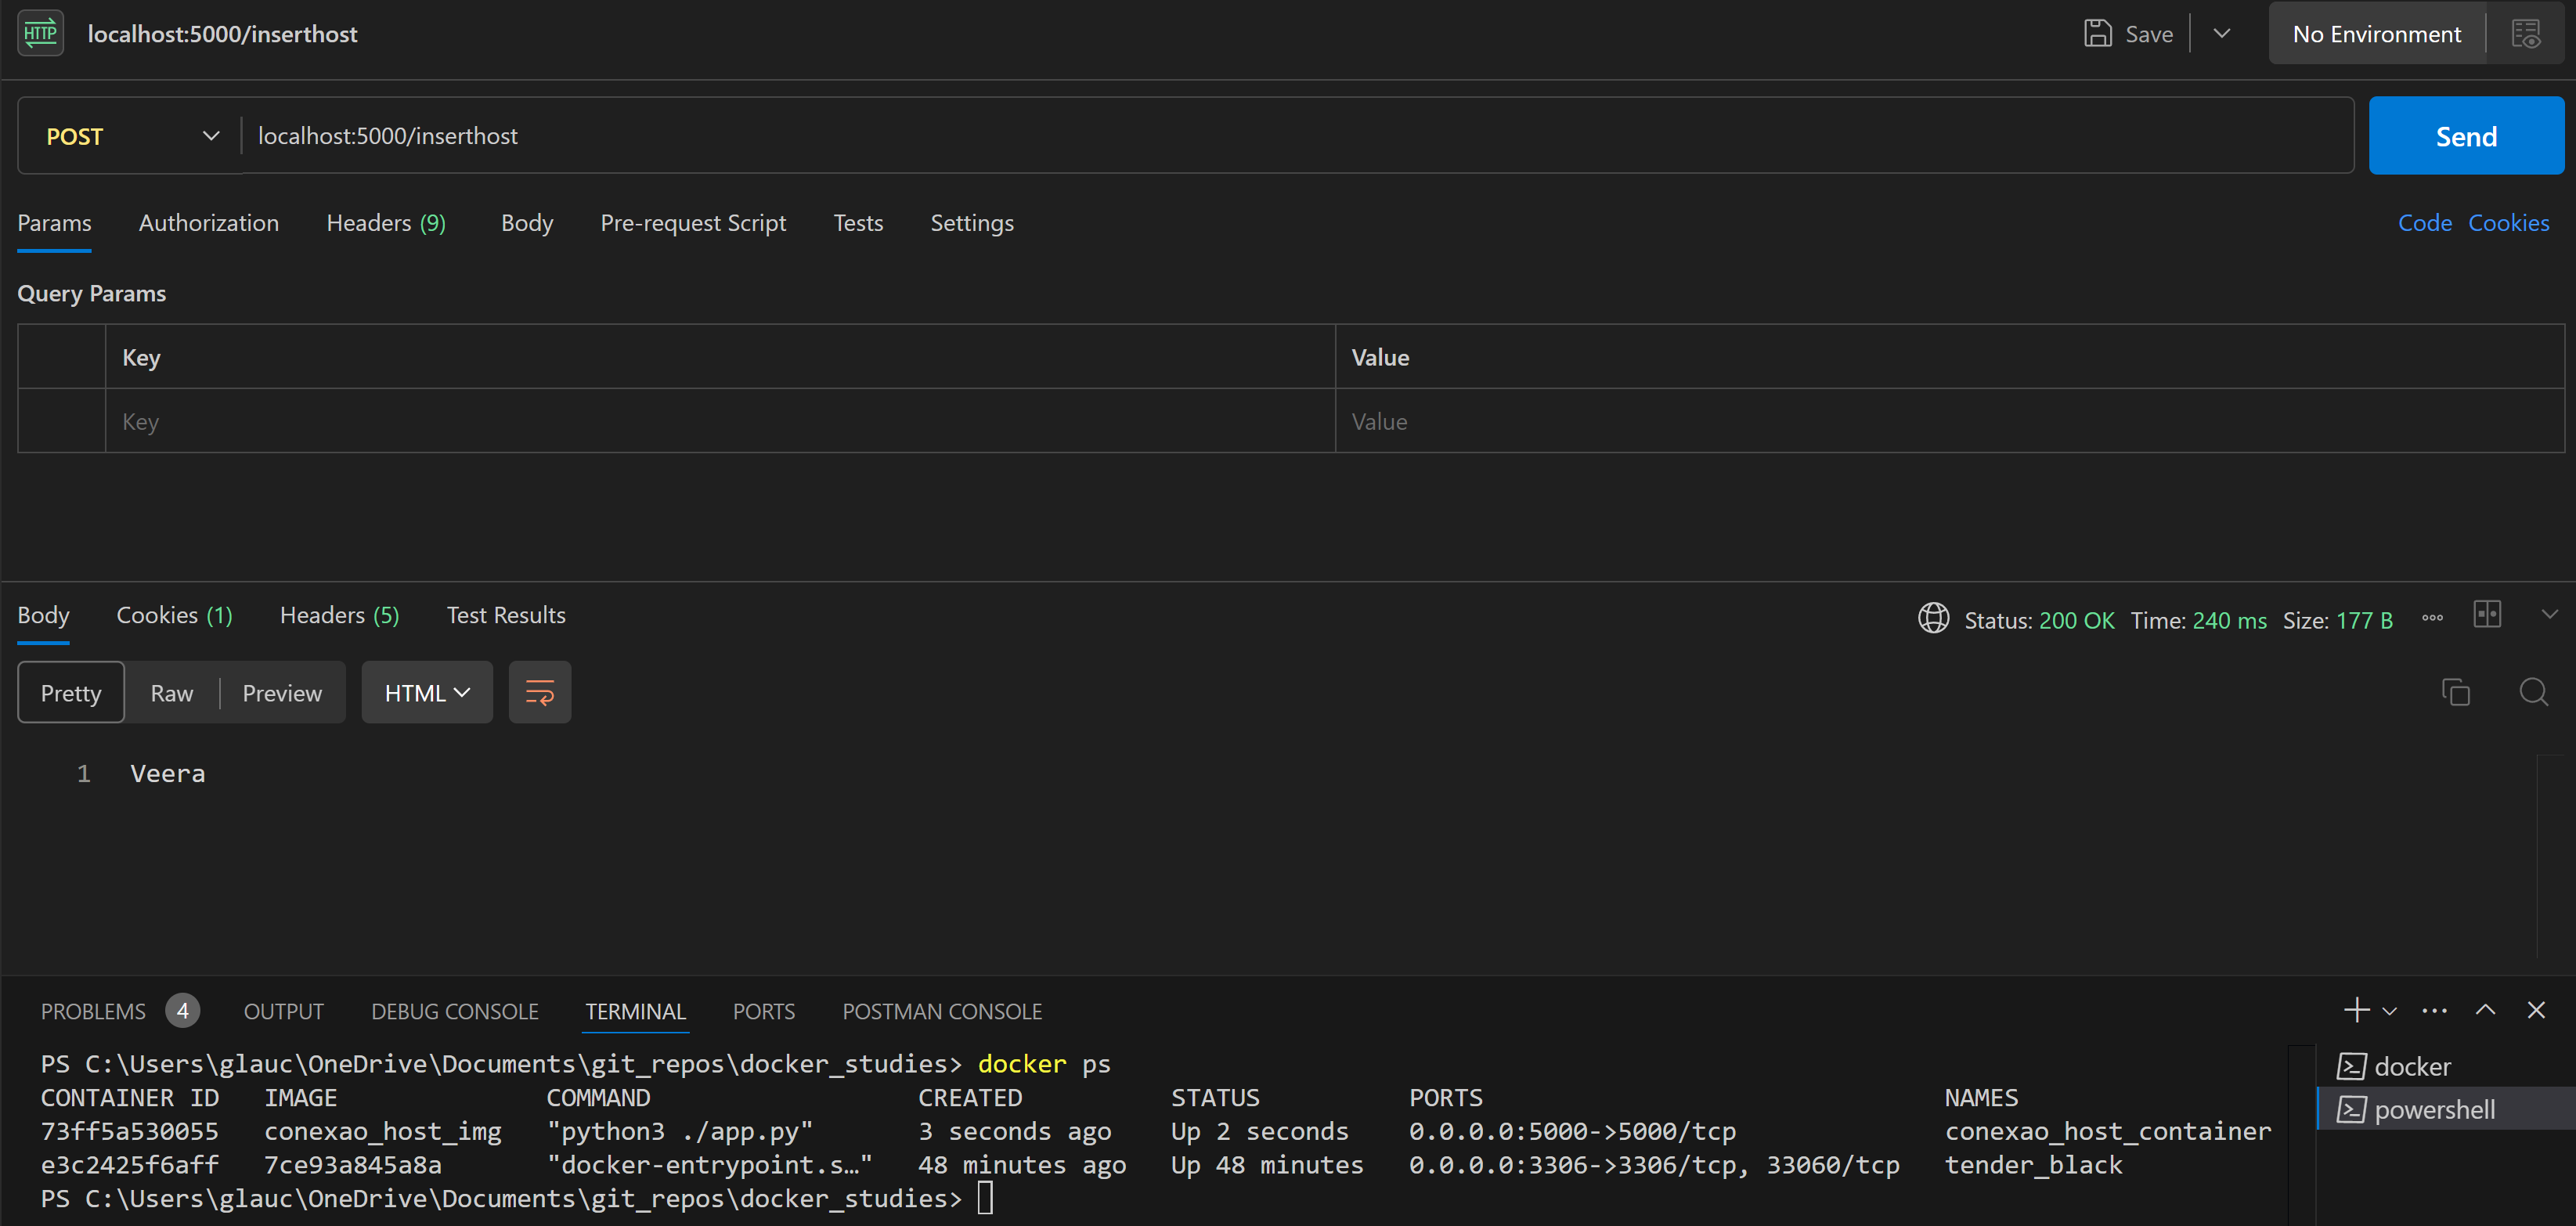 HTTP localhost:5000/inserthost Save No Environment
POST localhost:5000/inserthost Send
Params Authorization Headers (9) Body Pre-request Script Tests Settings Code Cookies
Query Params
Key Value
Key Value
Body Cookies (1) Headers (5) Test Results Status: 200 OK Time: 240 ms Size: 177 B
Pretty Raw Preview HTML
1 Veera
PROBLEMS 4 OUTPUT DEBUG CONSOLE TERMINAL PORTS POSTMAN CONSOLE
PS C:\Users\glauc\OneDrive\Documents\git_repos\docker_studies> docker ps
CONTAINER ID IMAGE COMMAND CREATED STATUS PORTS NAMES
73ff5a530055 conexao_host_img "python3 ./app.py" 3 seconds ago Up 2 seconds 0.0.0.0:5000->5000/tcp conexao_host_container
e3c2425f6aff 7ce93a845a8a "docker-entrypoint.s…" 48 minutes ago Up 48 minutes 0.0.0.0:3306->3306/tcp, 33060/tcp tender_black
PS C:\Users\glauc\OneDrive\Documents\git_repos\docker_studies>
docker
powershell